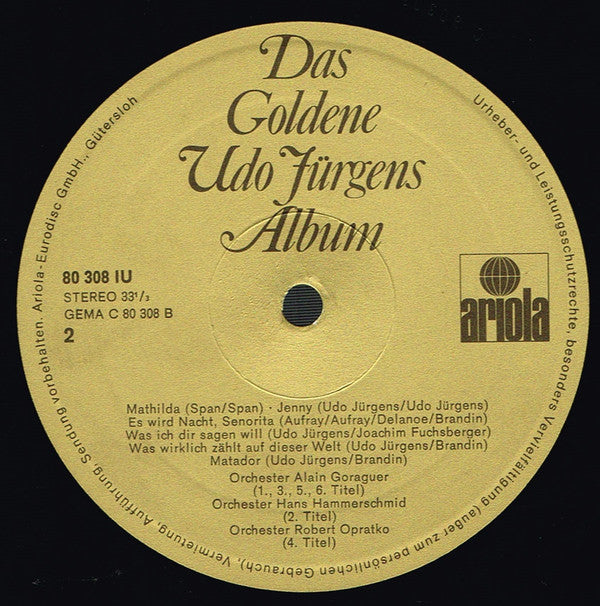 Das
Goldene
Udo Jürgens
Album
80 308 IU
STEREO 33¹/₃
GEMA C 80 308 B
2
ariola
Mathilda (Span/Span) · Jenny (Udo Jürgens/Udo Jürgens)
Es wird Nacht, Senorita (Aufray/Aufray/Delanoe/Brandin)
Was ich dir sagen will (Udo Jürgens/Joachim Fuchsberger)
Was wirklich zählt auf dieser Welt (Udo Jürgens/Brandin)
Matador (Udo Jürgens/Brandin)
Orchester Alain Goraguer
(1., 3., 5., 6. Titel)
Orchester Hans Hammerschmid
(2. Titel)
Orchester Robert Opratko
(4. Titel)
Urheber- und Leistungsschutzrechte, besonders Vervielfältigung (außer zum persönlichen Gebrauch), Vermietung, Aufführung, Sendung vorbehalten. Ariola-Eurodisc GmbH., Gütersloh